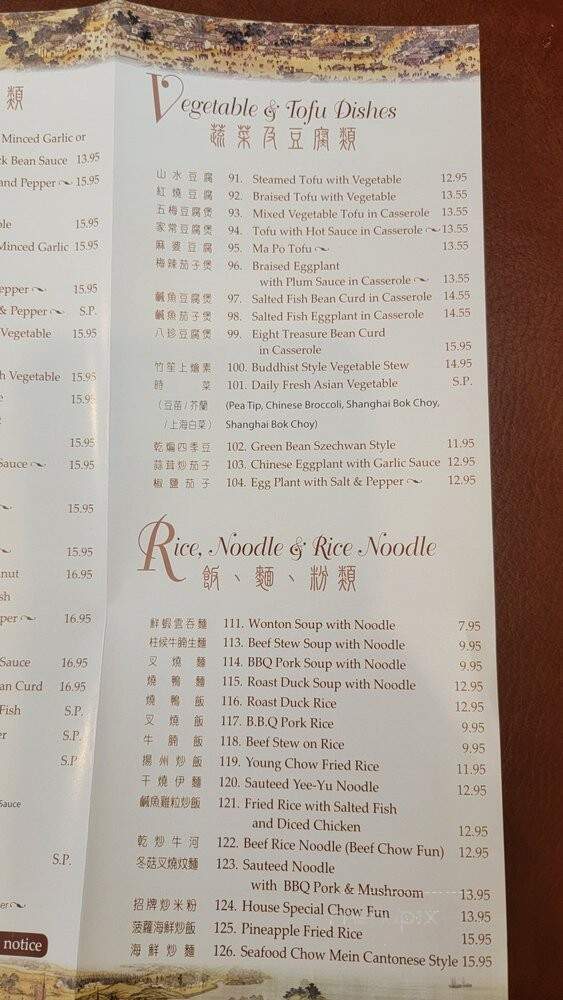 類
Minced Garlic or
k Bean Sauce 13.95
and Pepper 15.95
ble 15.95
Minced Garlic 15.95
epper 15.95
& Pepper S.P.
Vegetable 15.95
h Vegetable 15.95
e 15.95
15.95
Sauce 15.95
15.95
15.95
nut 16.95
sh
per 16.95
Sauce 16.95
an Curd 16.95
Fish S.P.
er S.P.
S.P.
Sauce
S.P.
er
notice
Vegetable & Tofu Dishes
蔬菜及豆腐類
山水豆腐 91. Steamed Tofu with Vegetable 12.95
紅燒豆腐 92. Braised Tofu with Vegetable 13.55
五梅豆腐煲 93. Mixed Vegetable Tofu in Casserole 13.55
家常豆腐煲 94. Tofu with Hot Sauce in Casserole 13.55
麻婆豆腐 95. Ma Po Tofu 13.55
梅辣茄子煲 96. Braised Eggplant
with Plum Sauce in Casserole 13.55
鹹魚豆腐煲 97. Salted Fish Bean Curd in Casserole 14.55
鹹魚茄子煲 98. Salted Fish Eggplant in Casserole 14.55
八珍豆腐煲 99. Eight Treasure Bean Curd
in Casserole 15.95
竹笙上燴素 100. Buddhist Style Vegetable Stew 14.95
時菜 101. Daily Fresh Asian Vegetable S.P.
（豆苗/芥蘭 (Pea Tip, Chinese Broccoli, Shanghai Bok Choy,
/上海白菜） Shanghai Bok Choy)
乾煸四季豆 102. Green Bean Szechwan Style 11.95
蒜茸炒茄子 103. Chinese Eggplant with Garlic Sauce 12.95
椒鹽茄子 104. Egg Plant with Salt & Pepper 12.95
Rice, Noodle & Rice Noodle
飯、麵、粉類
鮮蝦雲吞麵 111. Wonton Soup with Noodle 7.95
柱候牛腩生麵 113. Beef Stew Soup with Noodle 9.95
叉燒麵 114. BBQ Pork Soup with Noodle 9.95
燒鴨麵 115. Roast Duck Soup with Noodle 12.95
燒鴨飯 116. Roast Duck Rice 12.95
叉燒飯 117. B.B.Q Pork Rice 9.95
牛腩飯 118. Beef Stew on Rice 9.95
揚州炒飯 119. Young Chow Fried Rice 11.95
干燒伊麵 120. Sauteed Yee-Yu Noodle 12.95
鹹魚雞粒炒飯 121. Fried Rice with Salted Fish
and Diced Chicken 12.95
乾炒牛河 122. Beef Rice Noodle (Beef Chow Fun) 12.95
冬菇叉燒炆麵 123. Sauteed Noodle
with BBQ Pork & Mushroom 13.95
招牌炒米粉 124. House Special Chow Fun 13.95
菠蘿海鮮炒飯 125. Pineapple Fried Rice 15.95
海鮮炒麵 126. Seafood Chow Mein Cantonese Style 15.95